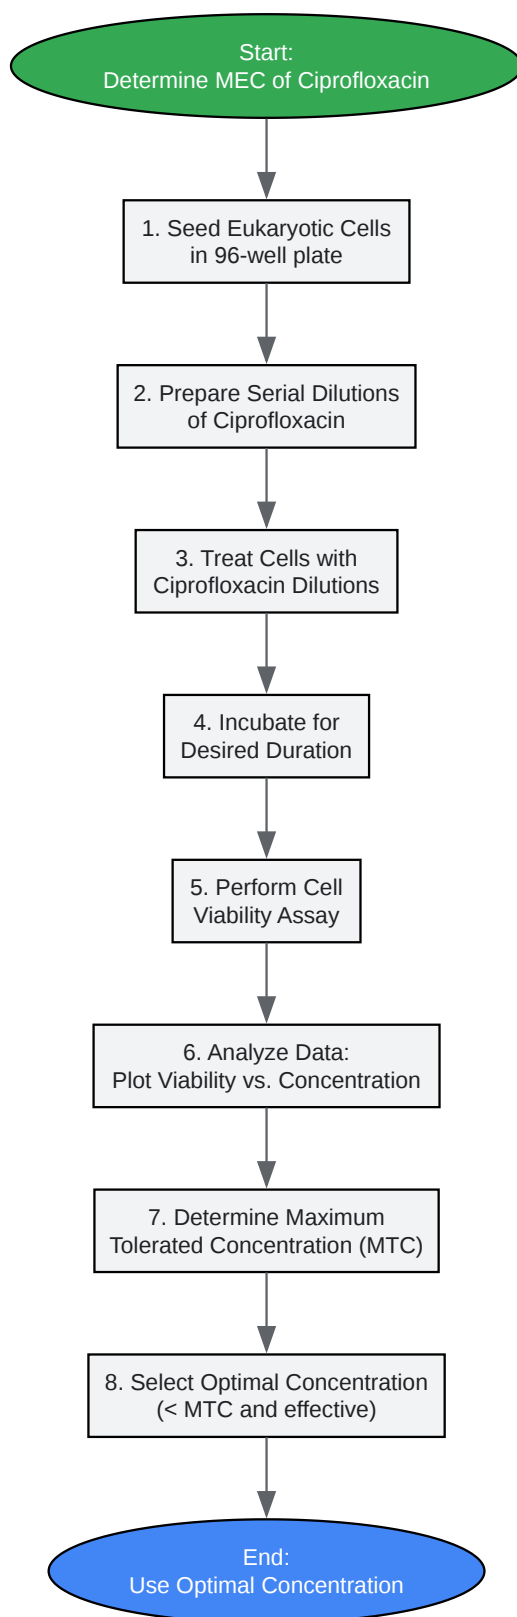 Start:
Determine MEC of Ciprofloxacin
1. Seed Eukaryotic Cells
in 96-well plate
2. Prepare Serial Dilutions
of Ciprofloxacin
3. Treat Cells with
Ciprofloxacin Dilutions
4. Incubate for
Desired Duration
5. Perform Cell
Viability Assay
6. Analyze Data:
Plot Viability vs. Concentration
7. Determine Maximum
Tolerated Concentration (MTC)
8. Select Optimal Concentration
(< MTC and effective)
End:
Use Optimal Concentration